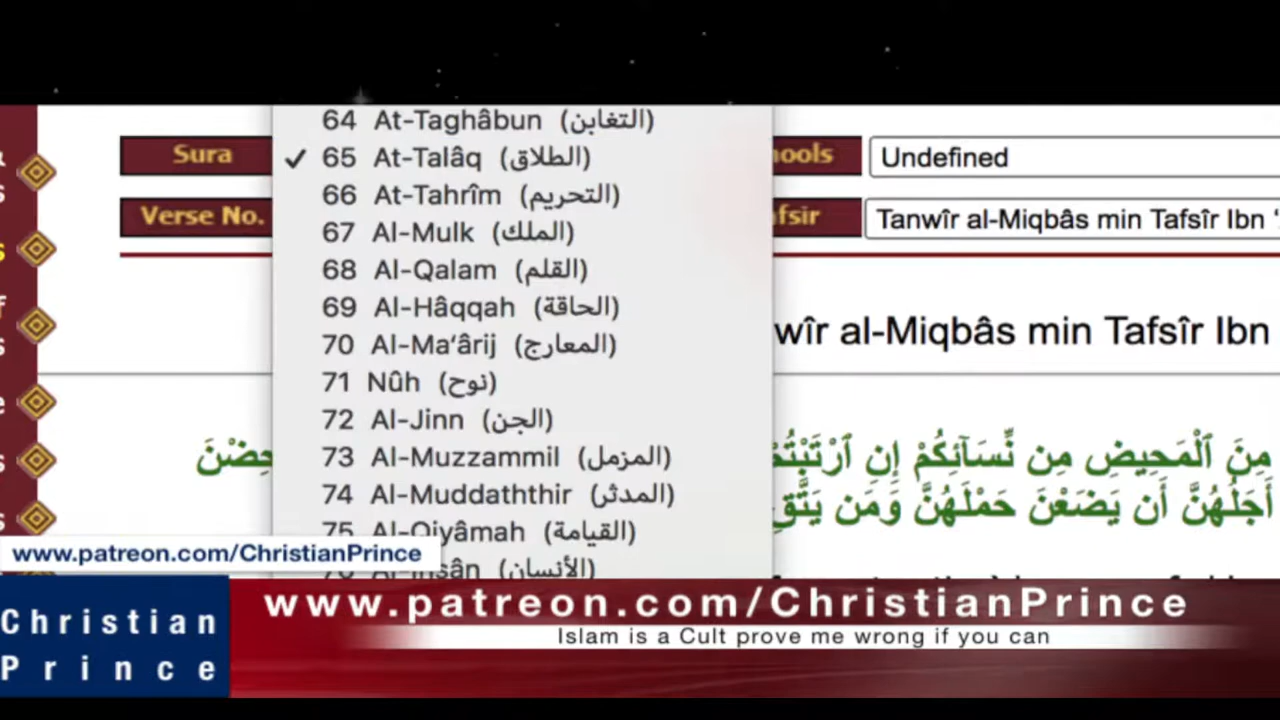 64 At-Taghâbun (التغابن)
Sura
✓ 65 At-Talâq (الطلاق)
Undefined
66 At-Tahrîm (التحريم)
Verse No.
Tanwîr al-Miqbâs min Tafsîr Ibn ‘
67 Al-Mulk (الملك)
68 Al-Qalam (القلم)
69 Al-Hâqqah (الحاقة)
wîr al-Miqbâs min Tafsîr Ibn
70 Al-Ma‘ârij (المعارج)
71 Nûh (نوح)
72 Al-Jinn (الجن)
73 Al-Muzzammil (المزمل)
مِنَ ٱلْمَحِيضِ مِن نِّسَآئِكُمْ إِنِ ٱرْتَبْتُمْ
74 Al-Muddaththir (المدثر)
أَجَلُهُنَّ أَن يَضَعْنَ حَمْلَهُنَّ وَمَن يَتَّقِ
75 Al-Qiyâmah (القيامة)
(الأنسان)
www.patreon.com/ChristianPrince
www.patreon.com/ChristianPrince
Islam is a Cult prove me wrong if you can
Christian
Prince